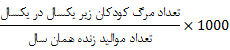 تعداد مرگ کودکان زیر یکسال در یکسال
تعداد موالید زنده همان سال
× 1000